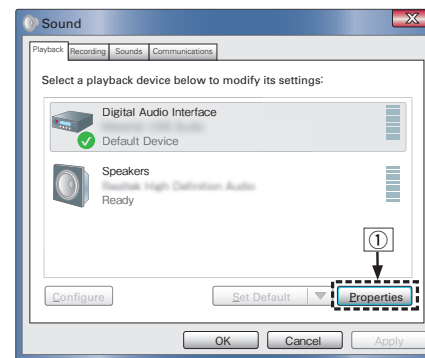 Sound
Playback Recording Sounds Communications
Select a playback device below to modify its settings:
Digital Audio Interface
Default Device
Speakers
Realtek High Definition Audio
Ready
①
Configure Set Default Properties
OK Cancel Apply